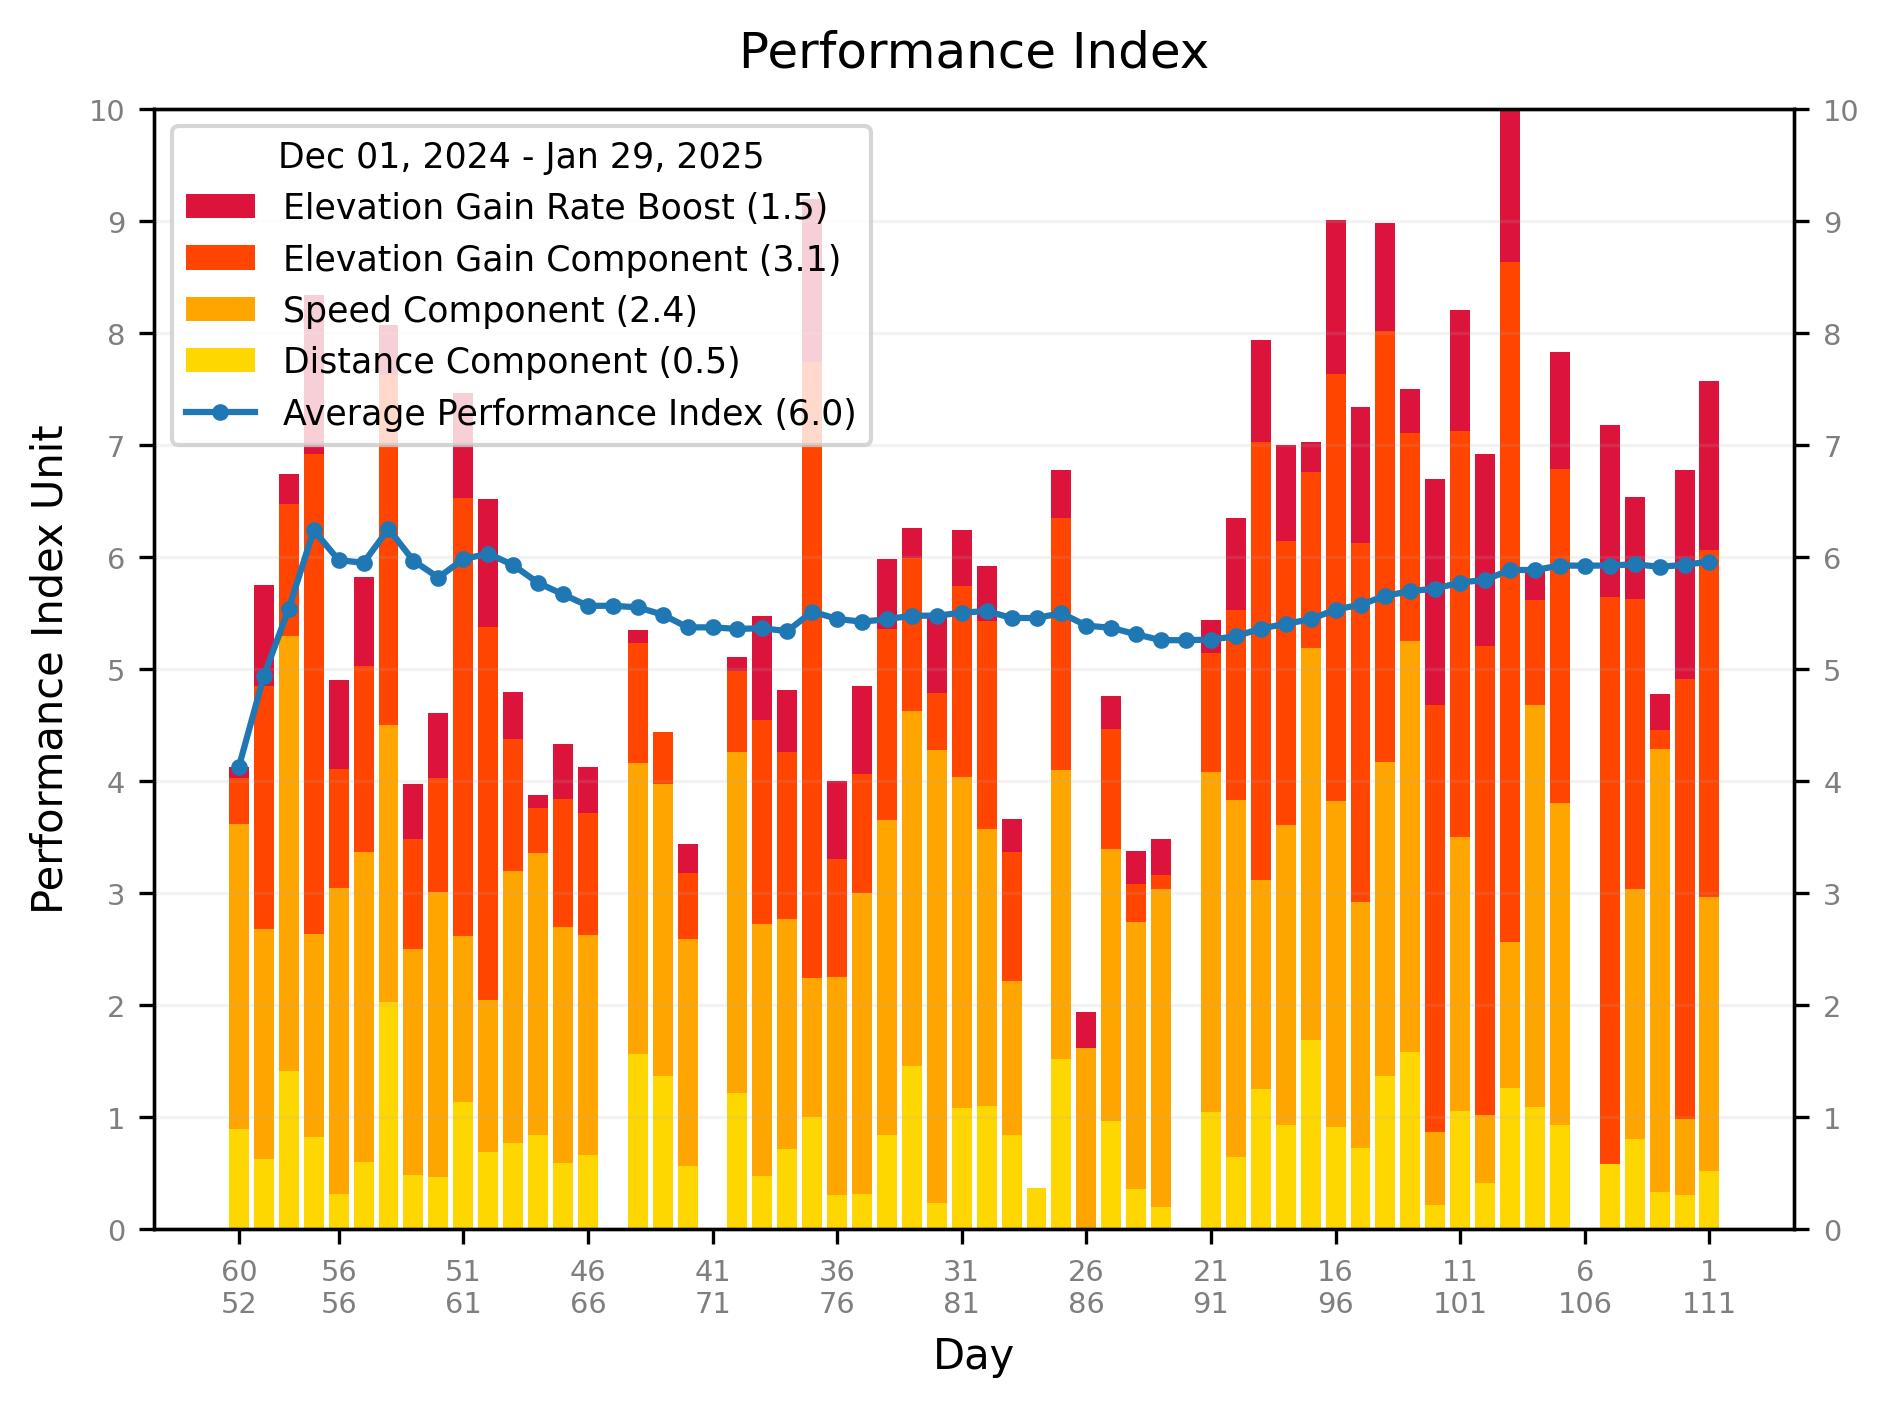 Performance Index
Dec 01, 2024 - Jan 29, 2025
Elevation Gain Rate Boost (1.5)
Elevation Gain Component (3.1)
Speed Component (2.4)
Distance Component (0.5)
Average Performance Index (6.0)
Performance Index Unit
10
9
8
7
6
5
4
3
2
1
0
10
9
8
7
6
5
4
3
2
1
0
60 56 51 46 41 36 31 26 21 16 11 6 1
52 56 61 66 71 76 81 86 91 96 101 106 111
Day